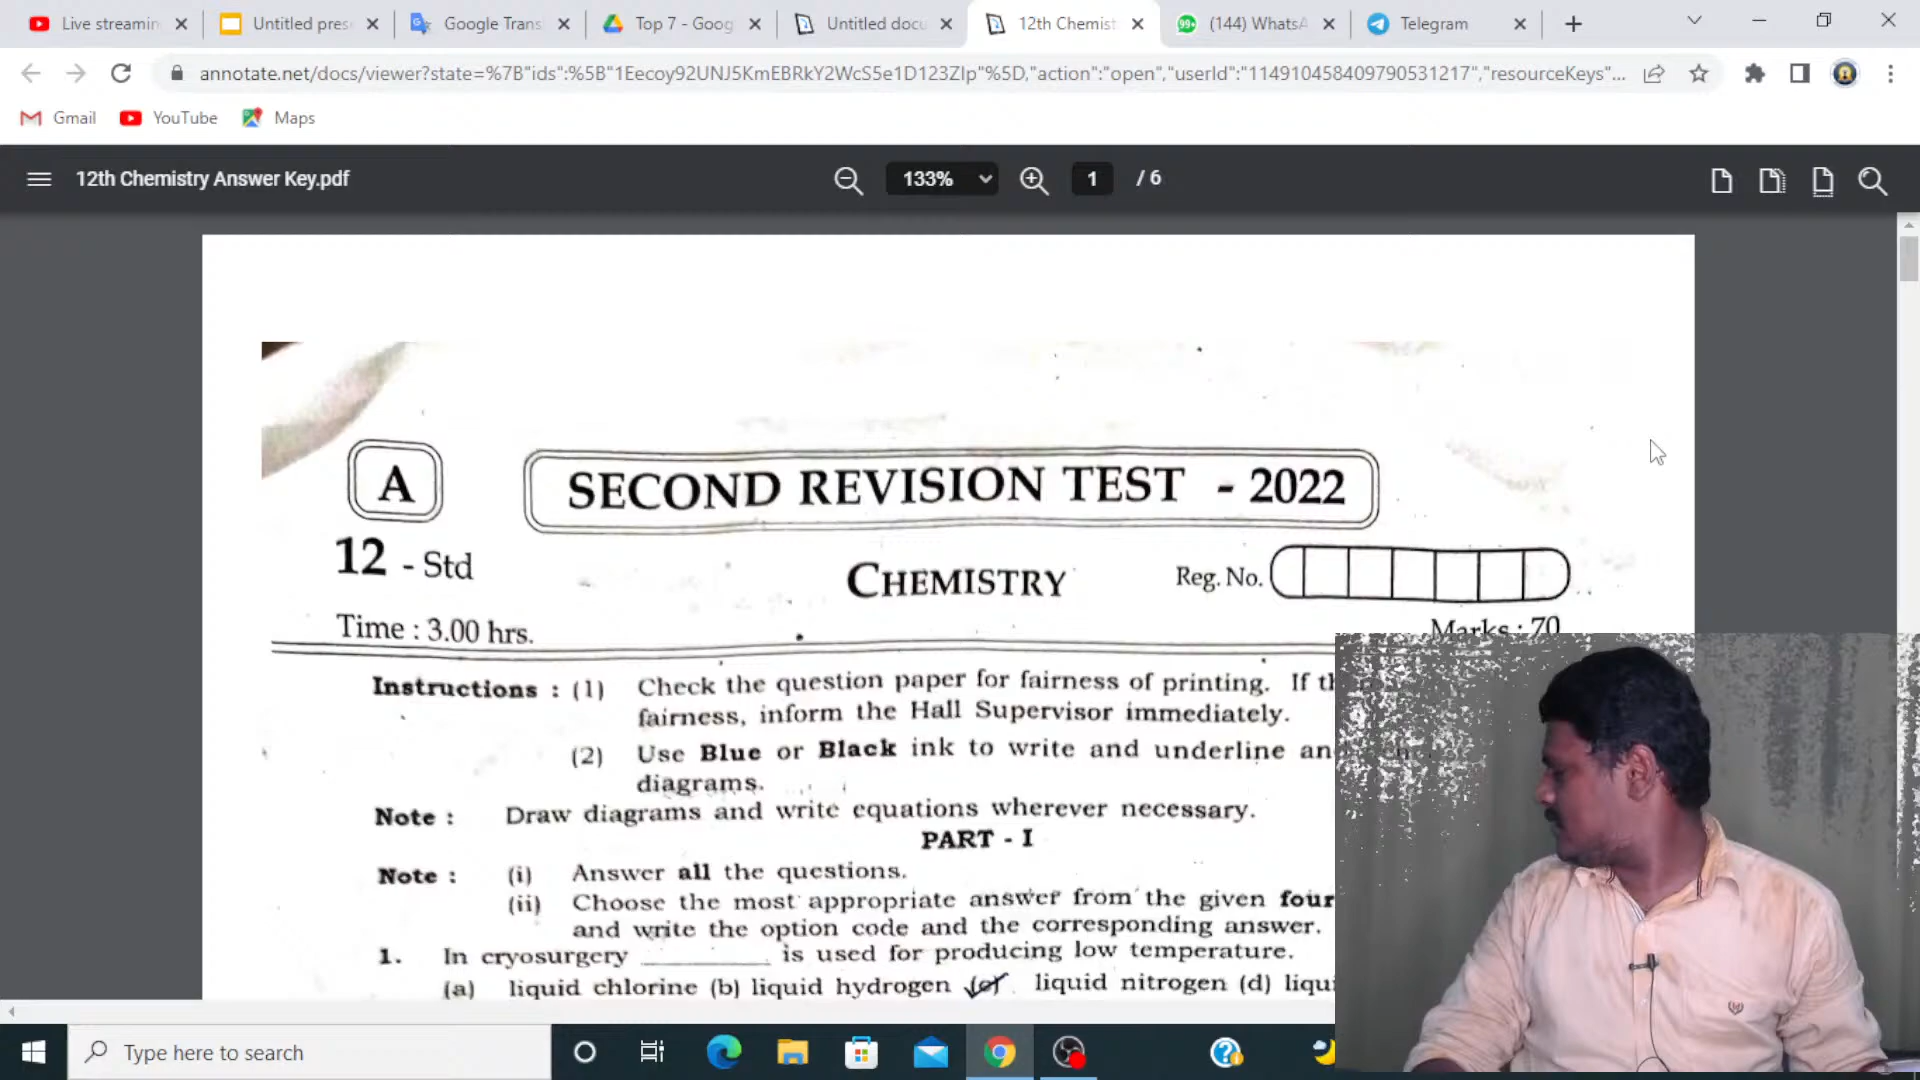 Live streamin
Untitled pres
Google Trans
Top 7 - Goog
Untitled docu
12th Chemist
(144) WhatsA
Telegram
annotate.net/docs/viewer?state=%7B"ids":%5B"1Eecoy92UNJ5KmEBRkY2WcS5e1D123ZIp"%5D,"action":"open","userId":"114910458409790531217","resourceKeys"...
Gmail
YouTube
Maps
12th Chemistry Answer Key.pdf
133%
1 / 6
A
SECOND REVISION TEST - 2022
12 - Std
CHEMISTRY
Reg. No.
Time : 3.00 hrs.
Marks : 70
Instructions : (1) Check the question paper for fairness of printing. If th
fairness, inform the Hall Supervisor immediately.
(2) Use Blue or Black ink to write and underline and
diagrams.
Note : Draw diagrams and write equations wherever necessary.
PART - I
Note : (i) Answer all the questions.
(ii) Choose the most appropriate answer from the given four
and write the option code and the corresponding answer.
1. In cryosurgery ________ is used for producing low temperature.
(a) liquid chlorine (b) liquid hydrogen (c) liquid nitrogen (d) liqui
Type here to search